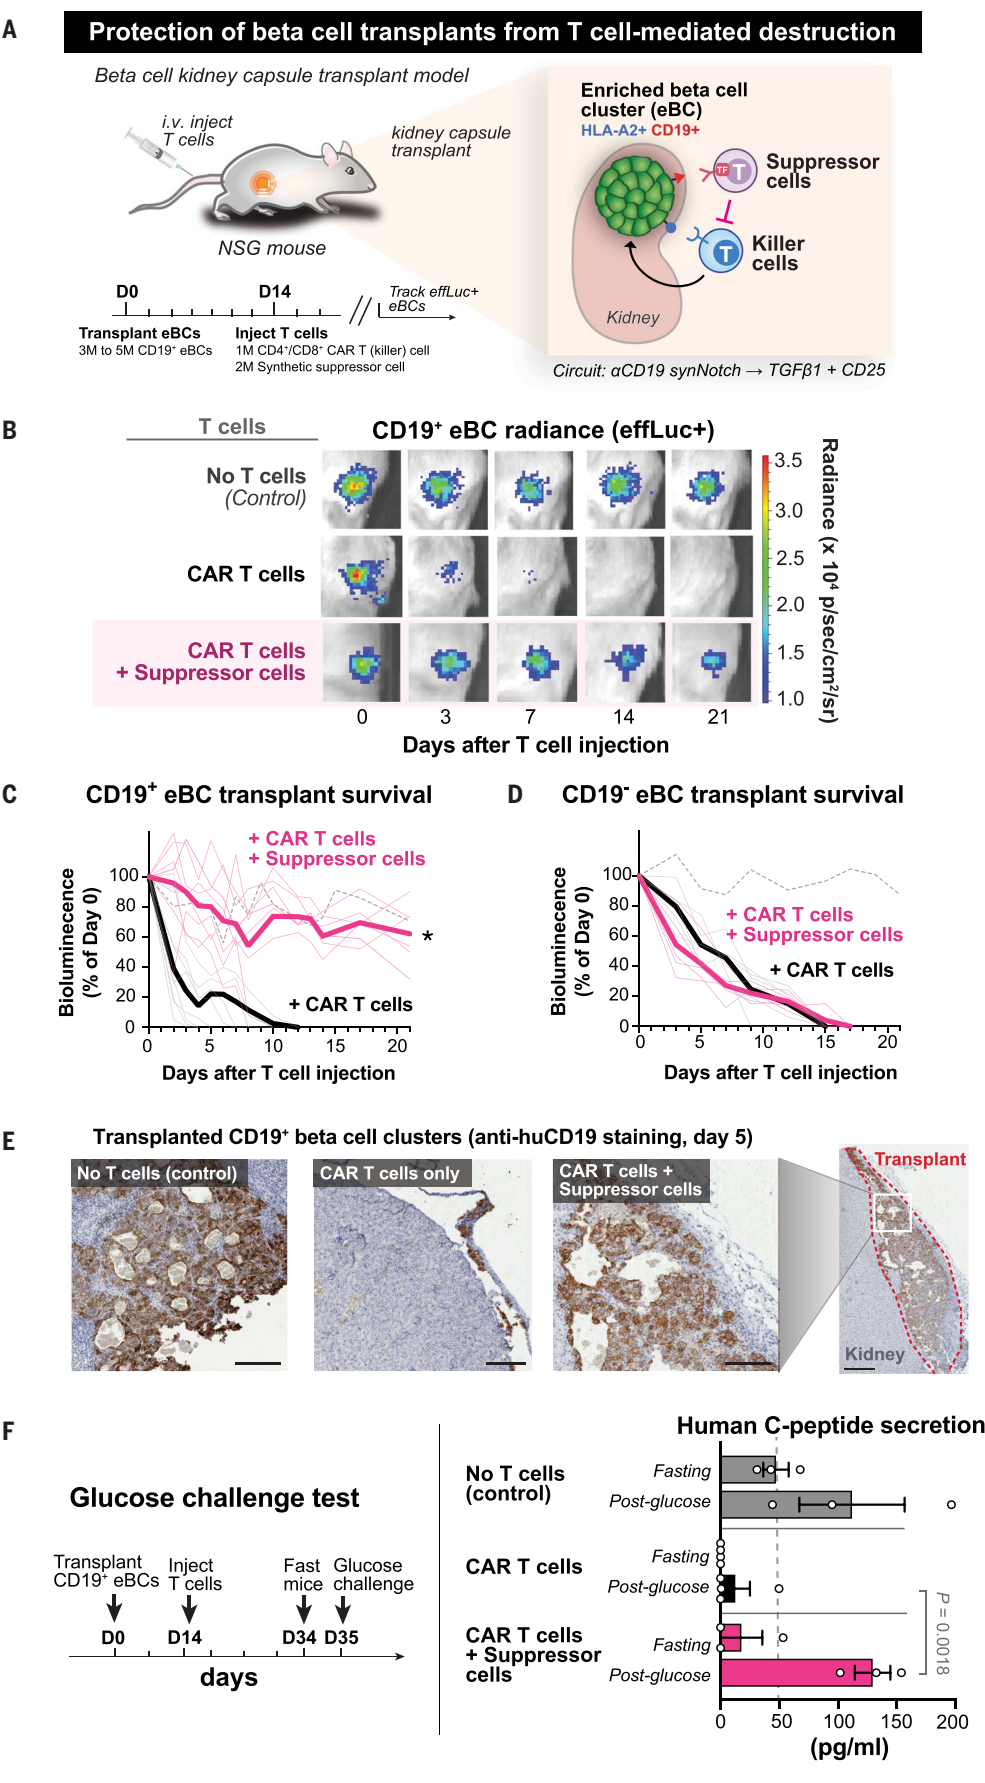 A
Protection of beta cell transplants from T cell-mediated destruction
Beta cell kidney capsule transplant model
i.v. inject
T cells
kidney capsule
transplant
NSG mouse
D0
D14
Track effLuc+
eBCs
Transplant eBCs
3M to 5M CD19⁺ eBCs
Inject T cells
1M CD4⁺/CD8⁺ CAR T (killer) cell
2M Synthetic suppressor cell
Enriched beta cell
cluster (eBC)
HLA-A2+ CD19+
TF
T
Suppressor
cells
T
Killer
cells
Kidney
Circuit: αCD19 synNotch → TGFβ1 + CD25
B
T cells
CD19⁺ eBC radiance (effLuc+)
No T cells
(Control)
CAR T cells
CAR T cells
+ Suppressor cells
0 3 7 14 21
Days after T cell injection
3.5
3.0
2.5
2.0
1.5
1.0
Radiance (x 10⁴ p/sec/cm²/sr)
C
CD19⁺ eBC transplant survival
+ CAR T cells
+ Suppressor cells
*
+ CAR T cells
Bioluminecence
(% of Day 0)
100
80
60
40
20
0
0 5 10 15 20
Days after T cell injection
D
CD19⁻ eBC transplant survival
+ CAR T cells
+ Suppressor cells
+ CAR T cells
Bioluminecence
(% of Day 0)
100
80
60
40
20
0
0 5 10 15 20
Days after T cell injection
E
Transplanted CD19⁺ beta cell clusters (anti-huCD19 staining, day 5)
No T cells (control)
CAR T cells only
CAR T cells +
Suppressor cells
Transplant
Kidney
F
Glucose challenge test
Transplant
CD19⁺ eBCs
Inject
T cells
Fast
mice
Glucose
challenge
D0 D14 D34 D35
days
Human C-peptide secretion
No T cells
(control)
Fasting
Post-glucose
CAR T cells
Fasting
Post-glucose
CAR T cells
+ Suppressor
cells
Fasting
Post-glucose
P = 0.0018
0 50 100 150 200
(pg/ml)